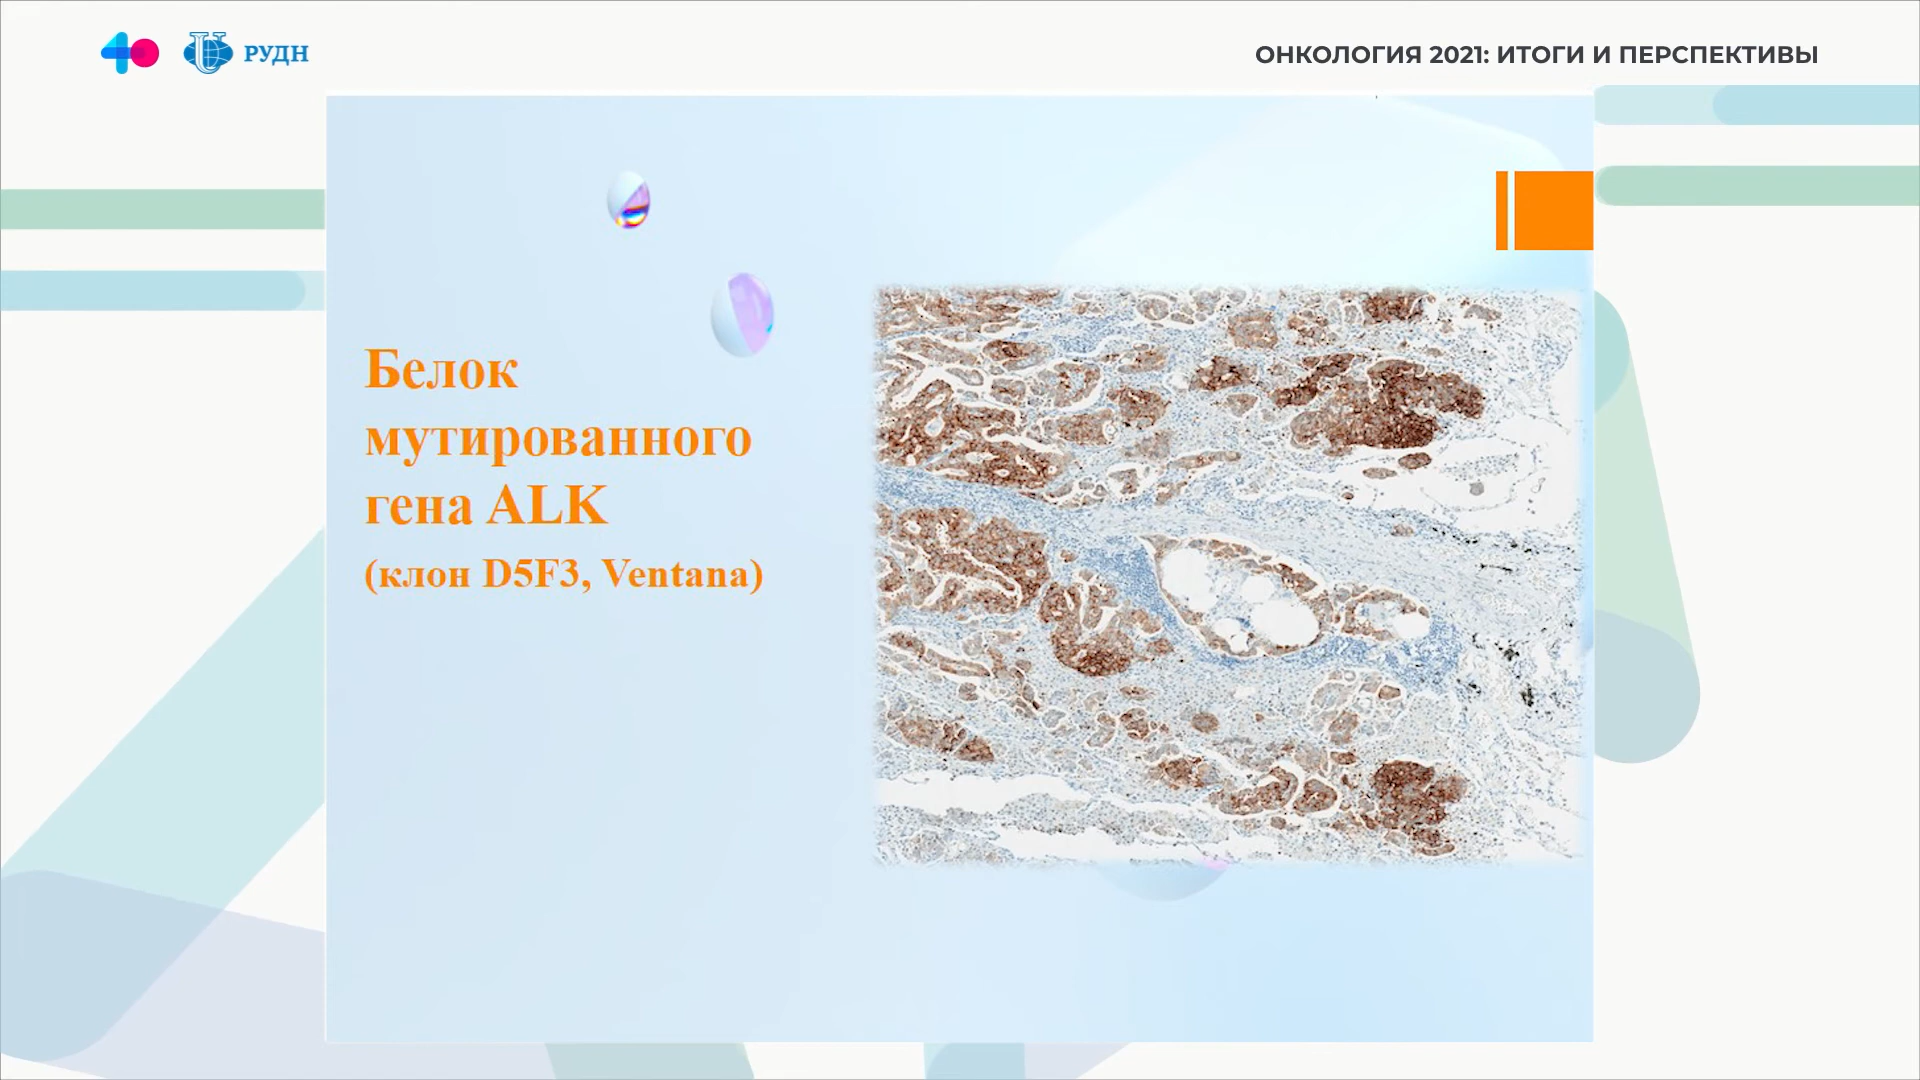 РУДН
ОНКОЛОГИЯ 2021: ИТОГИ И ПЕРСПЕКТИВЫ
Белок
мутированного
гена ALK
(клон D5F3, Ventana)